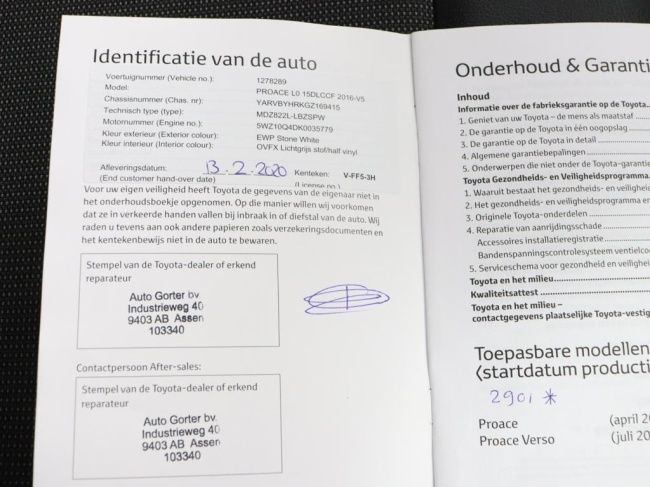 Identificatie van de auto
Voertuignummer (Vehicle no.): 1278289
Model: PROACE L0 15DLCCF 2016-V5
Chassisnummer (Chas. nr): YARVBYHRKGZ169415
Technisch type (type): MDZ822L-LBZSPW
Motornummer (Engine no.): 5WZ10Q4DK0035779
Kleur exterieur (Exterior colour): EWP Stone White
Kleur interieur (Interior colour): OVFX Lichtgrijs stof/half vinyl
Afleveringsdatum: 13-2-2020 Kenteken: V-FF5-3H
(End customer hand-over date) (License no.)
Voor uw eigen veiligheid heeft Toyota de gegevens van de eigenaar niet in
het onderhoudsboekje opgenomen. Op die manier willen wij voorkomen
dat ze in verkeerde handen vallen bij inbraak in of diefstal van de auto. Wij
raden u tevens aan ook andere papieren zoals verzekeringsdocumenten en
het kentekenbewijs niet in de auto te bewaren.
Stempel van de Toyota-dealer of erkend
reparateur
Auto Gorter bv
Industrieweg 40
9403 AB Assen
103340
Contactpersoon After-sales:
Stempel van de Toyota-dealer of erkend
reparateur
Auto Gorter bv
Industrieweg 40
9403 AB Assen
103340
Onderhoud & Garanti
Inhoud
Informatie over de fabrieksgarantie op de Toyota...
1. Geniet van uw Toyota – de mens als maatstaf
2. De garantie op de Toyota in één oogopslag
3. De garantie op de Toyota in detail
4. Algemene garantiebepalingen
5. Onderwerpen die niet onder de Toyota-garantie
Toyota Gezondheids- en Veiligheidsprogramma
1. Waaruit bestaat het gezondheids- en veiligheid
2. Het gezondheids- en veiligheidsprogramma en
3. Originele Toyota-onderdelen
4. Reparatie van aanrijdingsschade
Accessoires installatieregistratie
Bandenspanningscontrolesysteem ventielco
5. Serviceschema voor gezondheid en veilighei
Toyota en het milieu
Kwaliteitsattest
Toyota en het milieu –
contactgegevens plaatselijke Toyota-vestig
Toepasbare modellen
(startdatum producti
2901 *
Proace (april 20
Proace Verso (juli 20